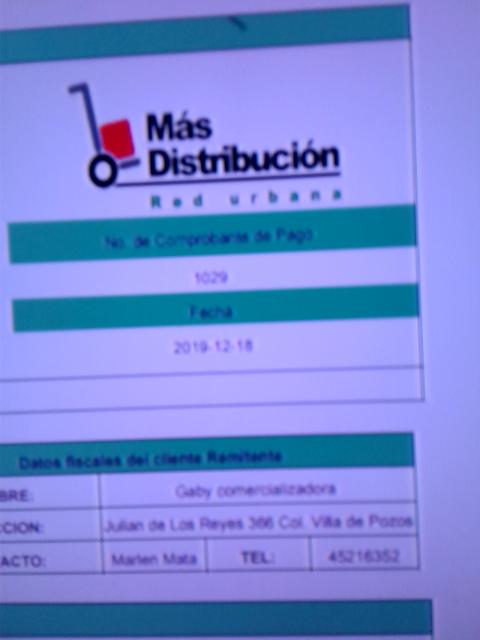 Más
Distribución
Red urbana
No. de Comprobante de Pago
1029
Fecha
2019-12-18
Datos fiscales del cliente Remitente
BRE: Gaby comercializadora
CCION: Julian de Los Reyes 366 Col. Villa de Pozos
ACTO: Marlen Mata TEL: 45216352